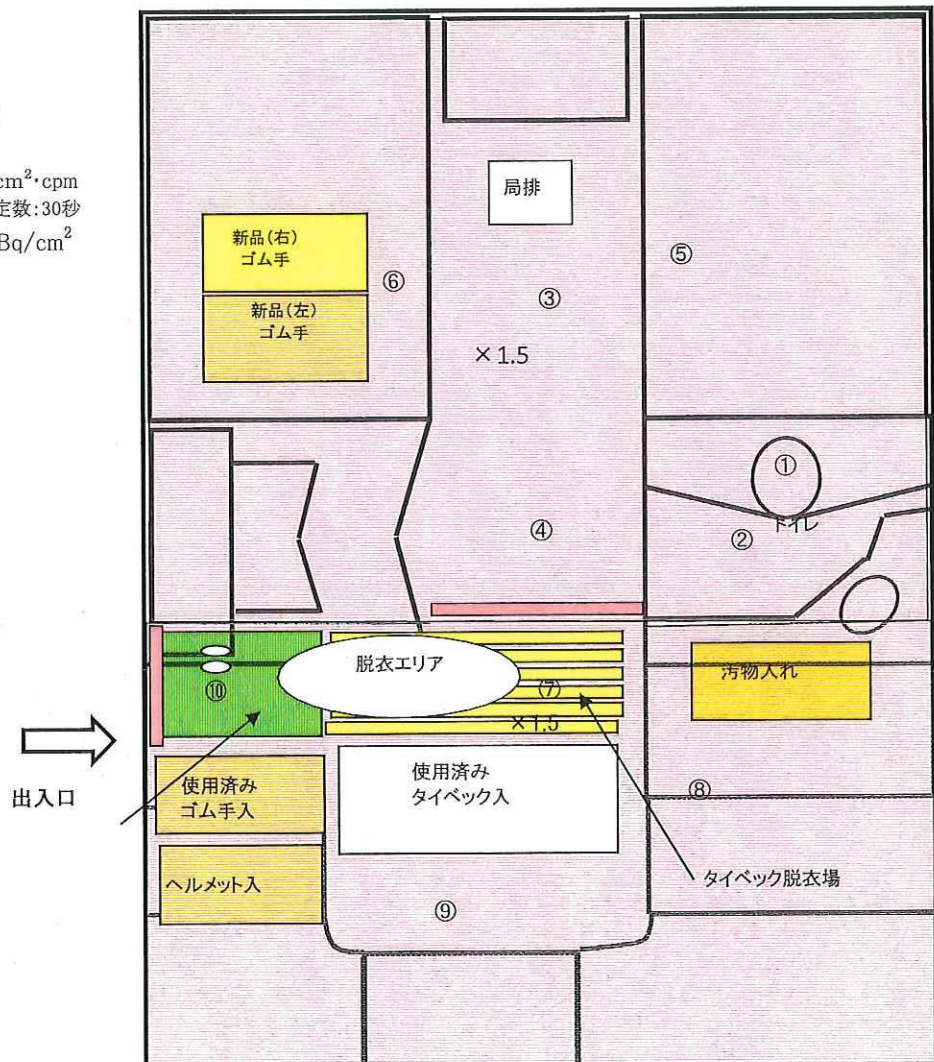 cm²・cpm
定数:30秒
Bq/cm²
局排
新品(右)
ゴム手
新品(左)
ゴム手
⑥
③
⑤
×1.5
①
トイレ
②
④
脱衣エリア
⑦
×1.5
⑩
汚物入れ
出入口
使用済み
ゴム手入
使用済み
タイベック入
⑧
ヘルメット入
タイベック脱衣場
⑨